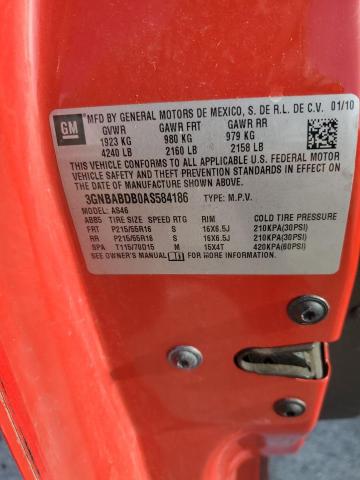 GM
MFD BY GENERAL MOTORS DE MEXICO, S. DE R.L. DE C.V. 01/10
GVWR GAWR FRT GAWR RR
1923 KG 980 KG 979 KG
4240 LB 2160 LB 2158 LB
THIS VEHICLE CONFORMS TO ALL APPLICABLE U.S. FEDERAL MOTOR
VEHICLE SAFETY, BUMPER, AND THEFT
PREVENTION STANDARDS IN EFFECT ON THE DATE OF
MANUFACTURE SHOWN ABOVE.
3GNBABDB0AS584186 TYPE: M.P.V.
MODEL: AS46
ABB5 TIRE SIZE SPEED RTG RIM COLD TIRE PRESSURE
FRT P215/55R16 S 16X6.5J 210KPA(30PSI)
RR P215/55R16 S 16X6.5J 210KPA(30PSI)
SPA T115/70D15 M 15X4T 420KPA(60PSI)
SEE OWNER'S MANUAL FOR MORE INFORMATION